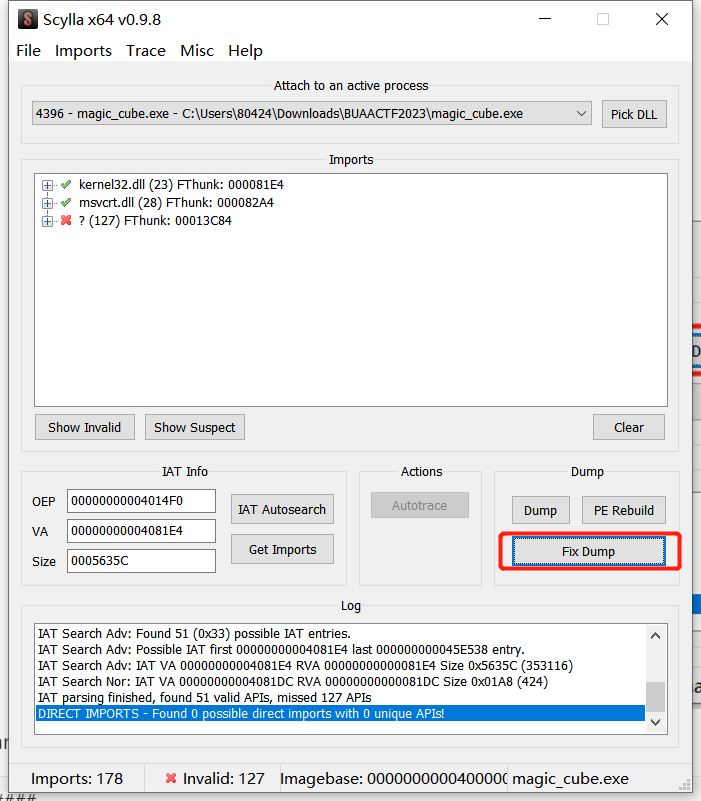 Scylla x64 v0.9.8
File Imports Trace Misc Help
Attach to an active process
4396 - magic_cube.exe - C:\Users\80424\Downloads\BUAACTF2023\magic_cube.exe
Pick DLL
Imports
kernel32.dll (23) FThunk: 000081E4
msvcrt.dll (28) FThunk: 000082A4
? (127) FThunk: 00013C84
Show Invalid Show Suspect Clear
IAT Info Actions Dump
OEP 00000000004014F0
VA 00000000004081E4
Size 0005635C
IAT Autosearch
Get Imports
Autotrace
Dump PE Rebuild
Fix Dump
Log
IAT Search Adv: Found 51 (0x33) possible IAT entries.
IAT Search Adv: Possible IAT first 00000000004081E4 last 000000000045E538 entry.
IAT Search Adv: IAT VA 00000000004081E4 RVA 00000000000081E4 Size 0x5635C (353116)
IAT Search Nor: IAT VA 00000000004081DC RVA 00000000000081DC Size 0x01A8 (424)
IAT parsing finished, found 51 valid APIs, missed 127 APIs
DIRECT IMPORTS - Found 0 possible direct imports with 0 unique APIs!
Imports: 178 Invalid: 127 Imagebase: 0000000000400000 magic_cube.exe
####